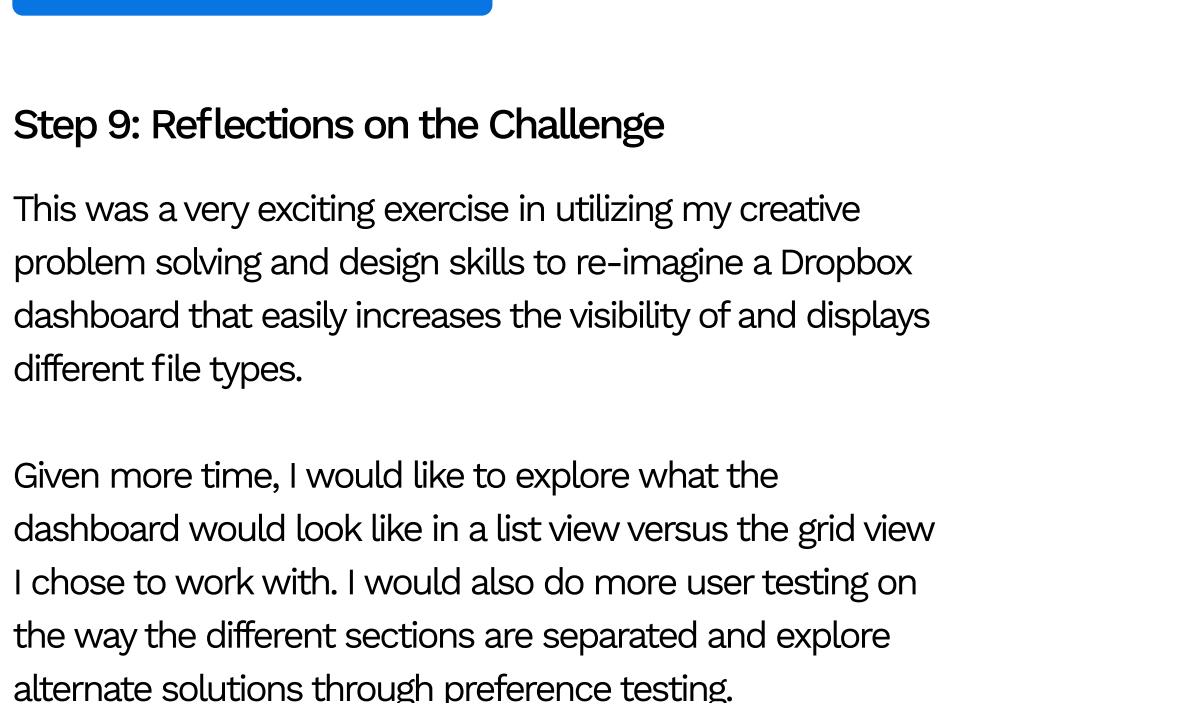 Step 9: Reflections on the Challenge
This was a very exciting exercise in utilizing my creative
problem solving and design skills to re-imagine a Dropbox
dashboard that easily increases the visibility of and displays
different file types.
Given more time, I would like to explore what the
dashboard would look like in a list view versus the grid view
I chose to work with. I would also do more user testing on
the way the different sections are separated and explore
alternate solutions through preference testing.